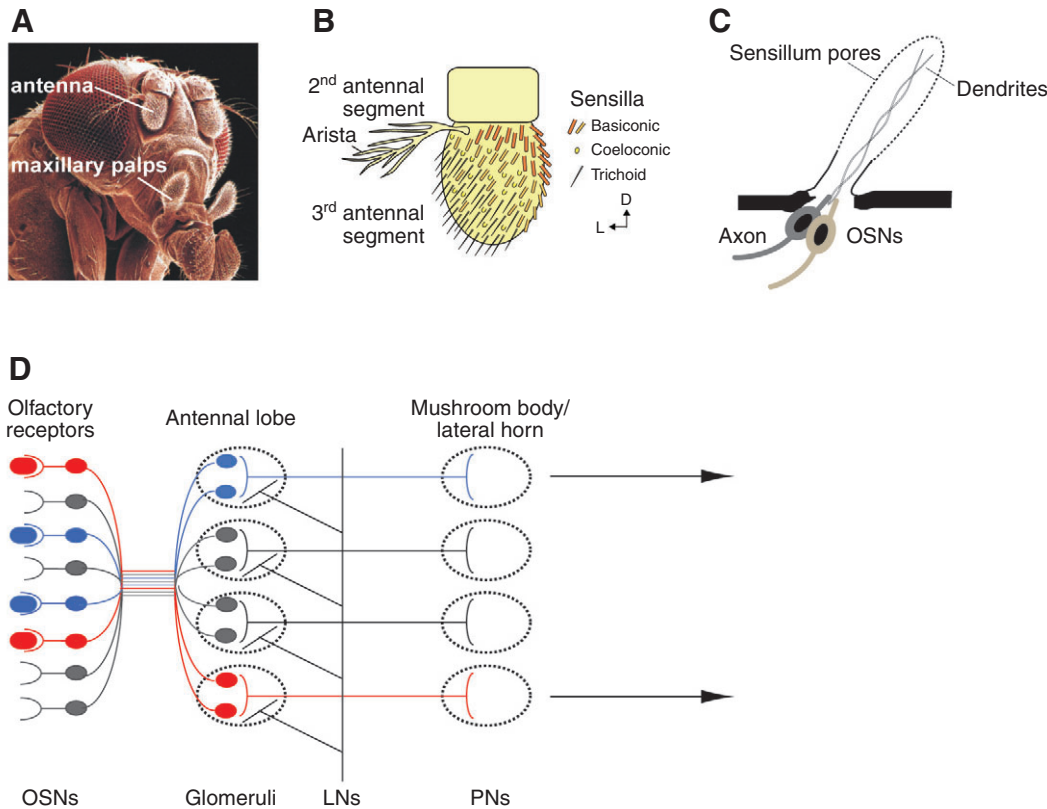 A
antenna
maxillary palps
B
2nd antennal
segment
Arista
3rd antennal
segment
Sensilla
Basiconic
Coeloconic
Trichoid
D
L
C
Sensillum pores
Dendrites
Axon
OSNs
D
Olfactory
receptors
Antennal lobe
Mushroom body/
lateral horn
OSNs
Glomeruli
LNs
PNs